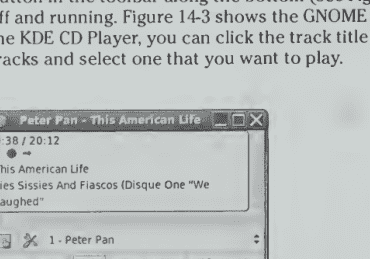 button in the toolbar along the bottom (see
ff and running. Figure 14-3 shows the GNOME
he KDE CD Player, you can click the track title
racks and select one that you want to play.
Peter Pan - This American Life
:38 / 20:12
his American Life
ies Sissies And Fiascos (Disque One "We
aughed"
1 - Peter Pan